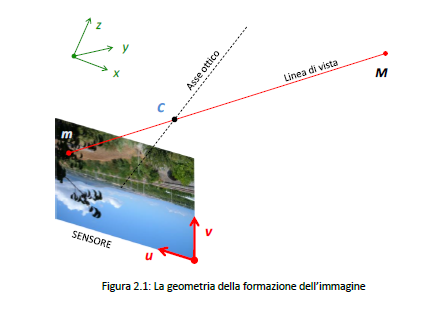 z
y
x
Asse ottico
Linea di vista
M
C
m
SENSORE
v
u
Figura 2.1: La geometria della formazione dell'immagine